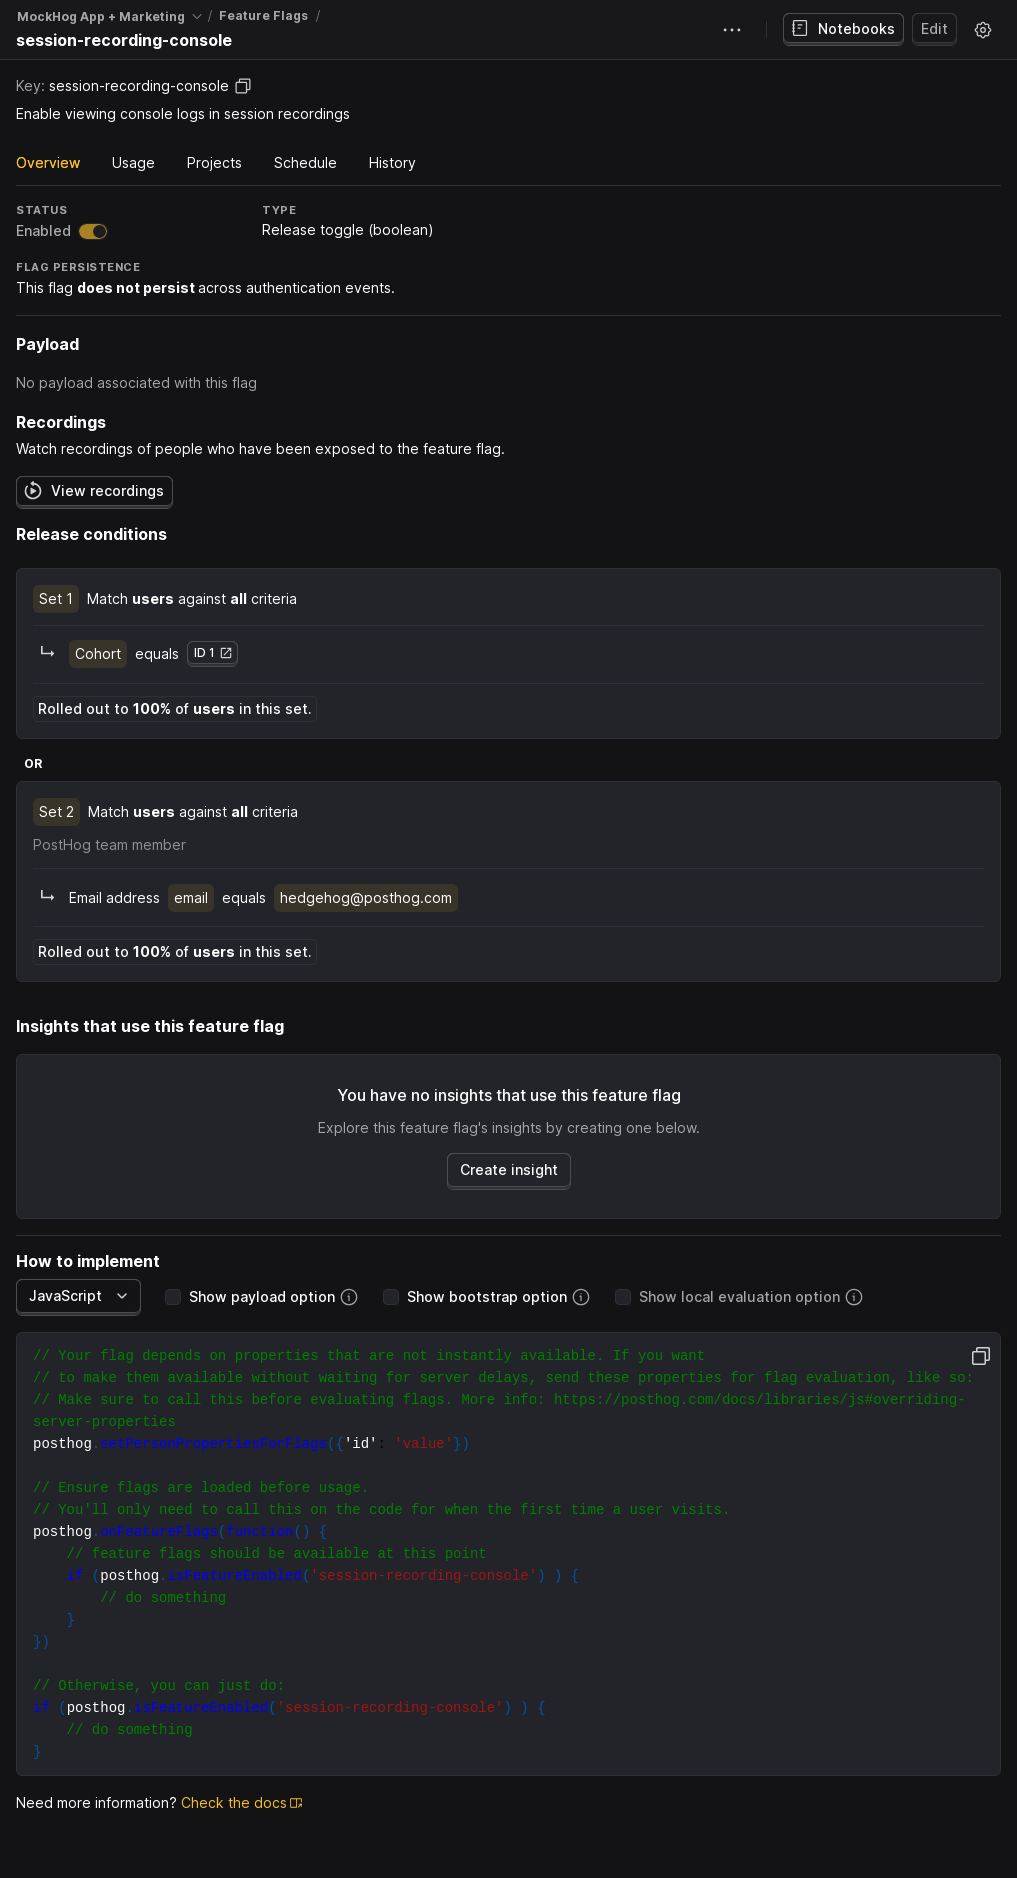 MockHog App + Marketing / Feature Flags /
session-recording-console
Notebooks
Edit
Key: session-recording-console
Enable viewing console logs in session recordings
Overview Usage Projects Schedule History
STATUS
TYPE
Enabled
Release toggle (boolean)
FLAG PERSISTENCE
This flag does not persist across authentication events.
Payload
No payload associated with this flag
Recordings
Watch recordings of people who have been exposed to the feature flag.
View recordings
Release conditions
Set 1 Match users against all criteria
Cohort equals ID 1
Rolled out to 100% of users in this set.
OR
Set 2 Match users against all criteria
PostHog team member
Email address email equals hedgehog@posthog.com
Rolled out to 100% of users in this set.
Insights that use this feature flag
You have no insights that use this feature flag
Explore this feature flag's insights by creating one below.
Create insight
How to implement
JavaScript Show payload option Show bootstrap option Show local evaluation option
// Your flag depends on properties that are not instantly available. If you want
// to make them available without waiting for server delays, send these properties for flag evaluation, like so:
// Make sure to call this before evaluating flags. More info: https://posthog.com/docs/libraries/js#overriding-
server-properties
posthog.setPersonPropertiesForFlags({'id': 'value'})
// Ensure flags are loaded before usage.
// You'll only need to call this on the code for when the first time a user visits.
posthog.onFeatureFlags(function() {
// feature flags should be available at this point
if (posthog.isFeatureEnabled('session-recording-console') ) {
// do something
}
})
// Otherwise, you can just do:
if (posthog.isFeatureEnabled('session-recording-console') ) {
// do something
}
Need more information? Check the docs